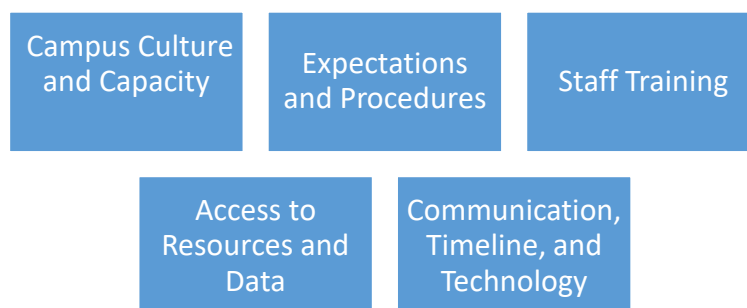 Campus Culture
and Capacity
Expectations
and Procedures
Staff Training
Access to
Resources and
Data
Communication,
Timeline, and
Technology